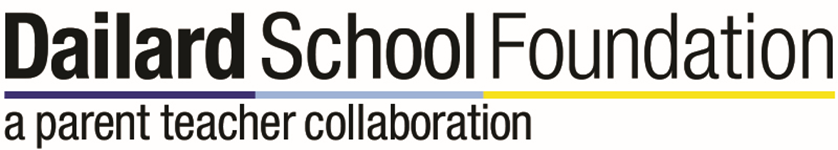 Dailard School Foundation
a parent teacher collaboration